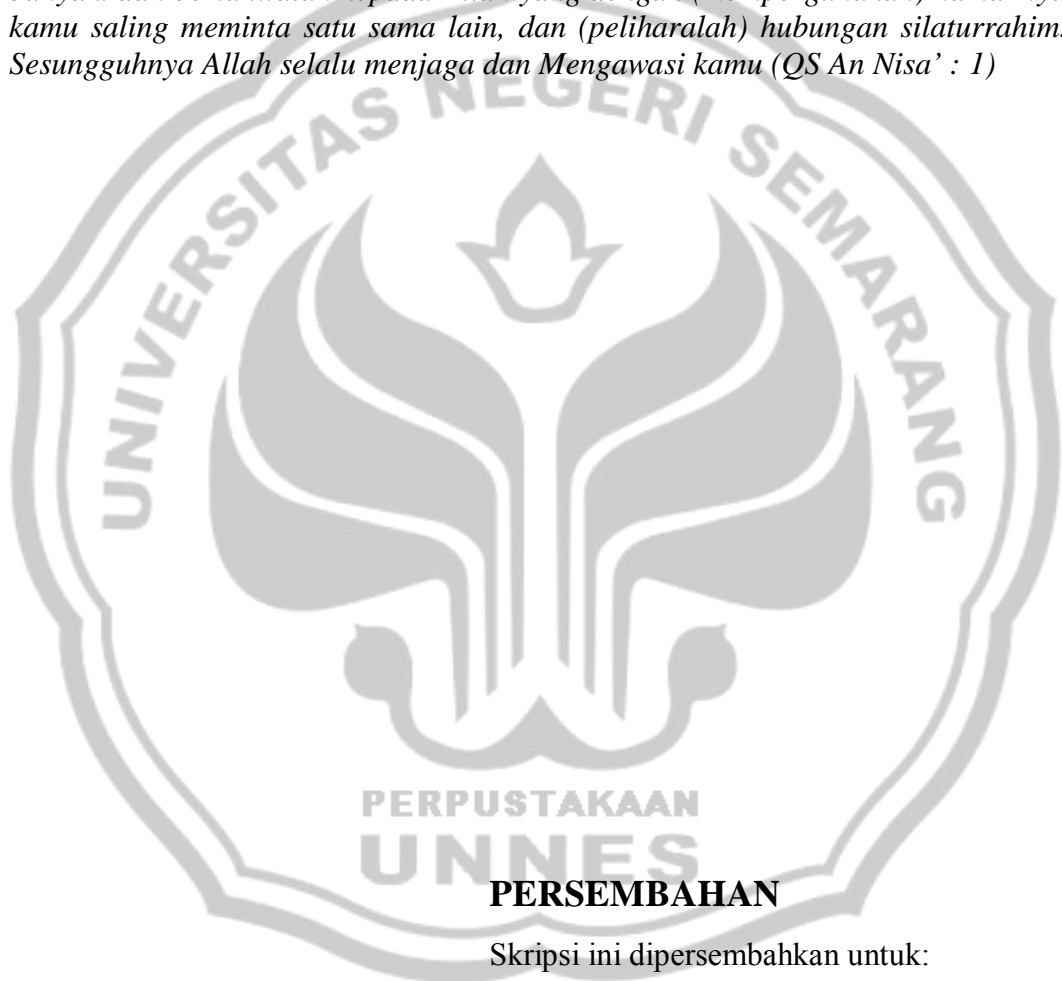 kamu saling meminta satu sama lain, dan (peliharalah) hubungan silaturrahim.
Sesungguhnya Allah selalu menjaga dan Mengawasi kamu (QS An Nisa’ : 1)
UNIVERSITAS NEGERI SEMARANG
PERPUSTAKAAN
UNNES
PERSEMBAHAN
Skripsi ini dipersembahkan untuk: